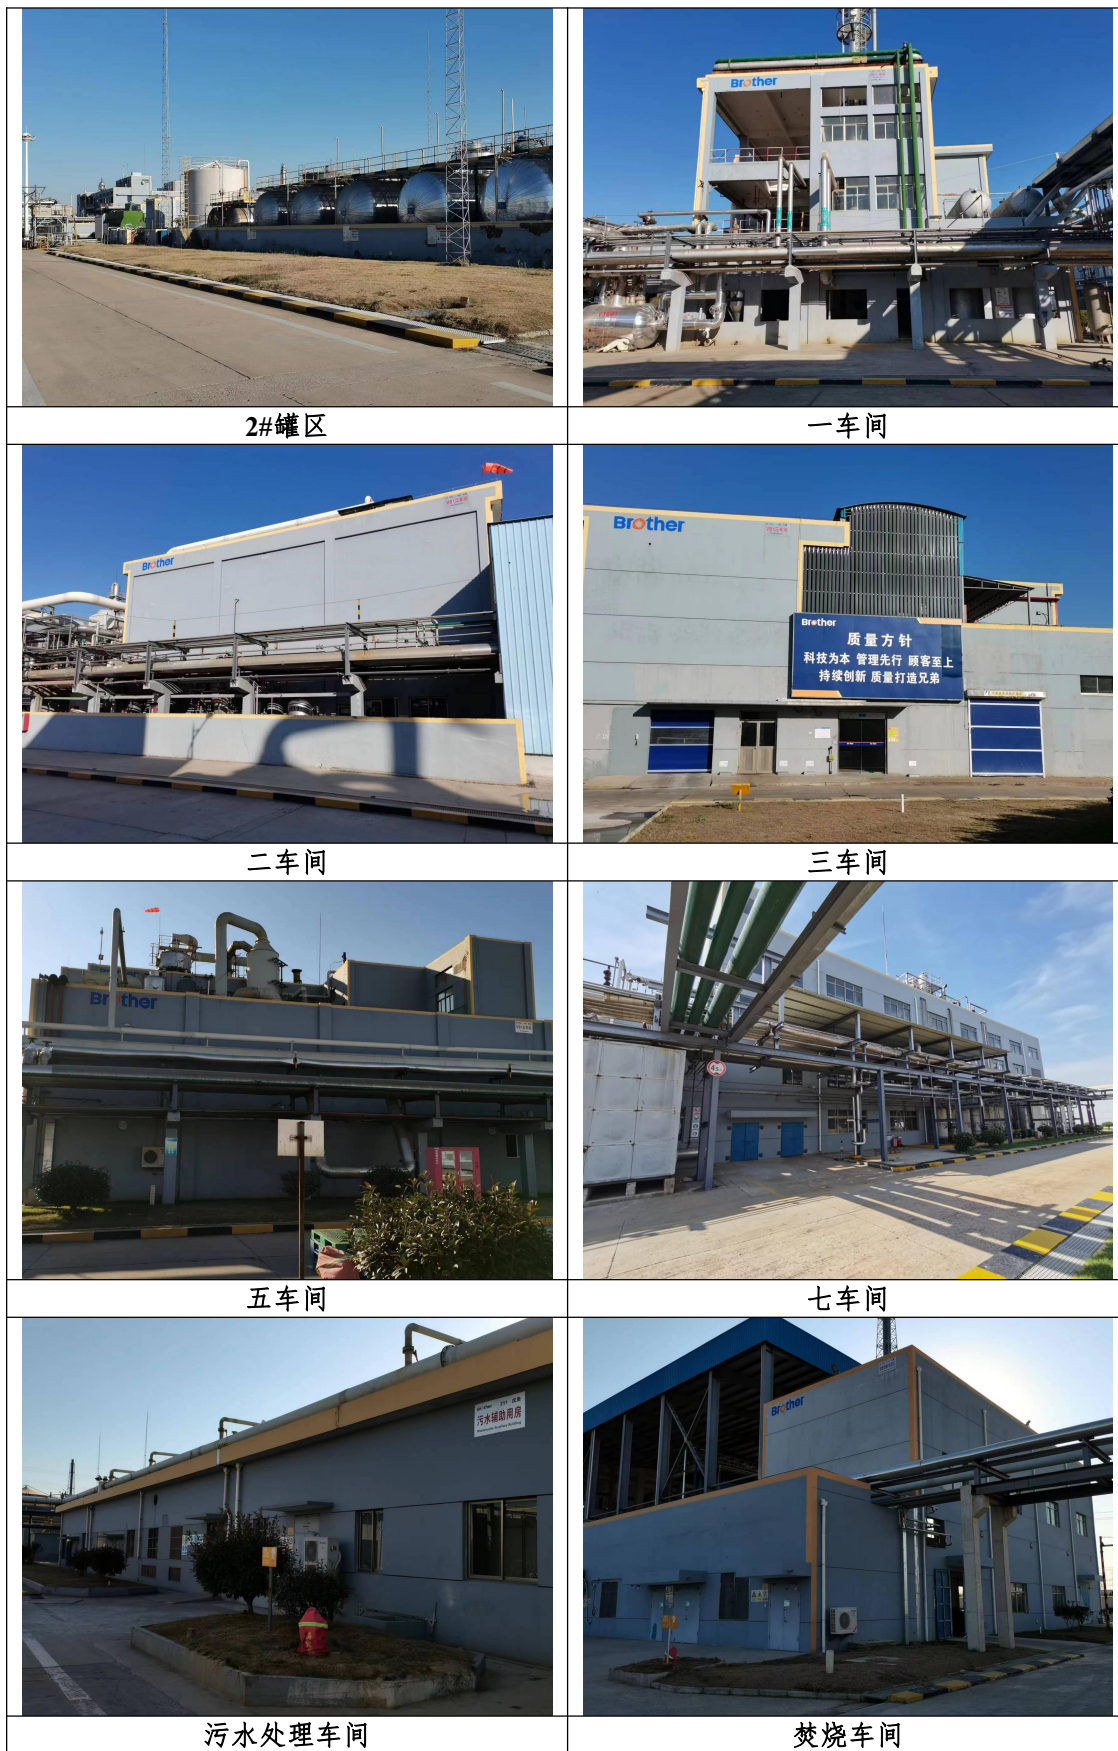 2#罐区
Brother
一车间
Brother
二车间
Brother
Brother
质量方针
科技为本 管理先行 顾客至上
持续创新 质量打造兄弟
三车间
Brother
五车间
七车间
Brother
污水辅助用房
污水处理车间
Brother
焚烧车间